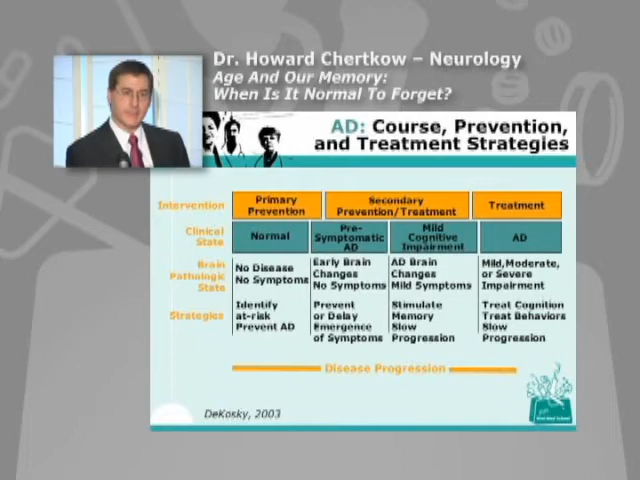 Dr. Howard Chertkow – Neurology
Age And Our Memory:
When Is It Normal To Forget?
AD: Course, Prevention,
and Treatment Strategies
Intervention
Primary
Prevention
Secondary
Prevention/Treatment
Treatment
Clinical
State
Normal
Pre-
Symptomatic
AD
Mild
Cognitive
Impairment
AD
Brain
Pathologic
State
No Disease
No Symptoms
Early Brain
Changes
No Symptoms
AD Brain
Changes
Mild Symptoms
Mild,Moderate,
or Severe
Impairment
Strategies
Identify
at-risk
Prevent AD
Prevent
or Delay
Emergence
of Symptoms
Stimulate
Memory
Slow
Progression
Treat Cognition
Treat Behaviors
Slow
Progression
Disease Progression
DeKosky, 2003